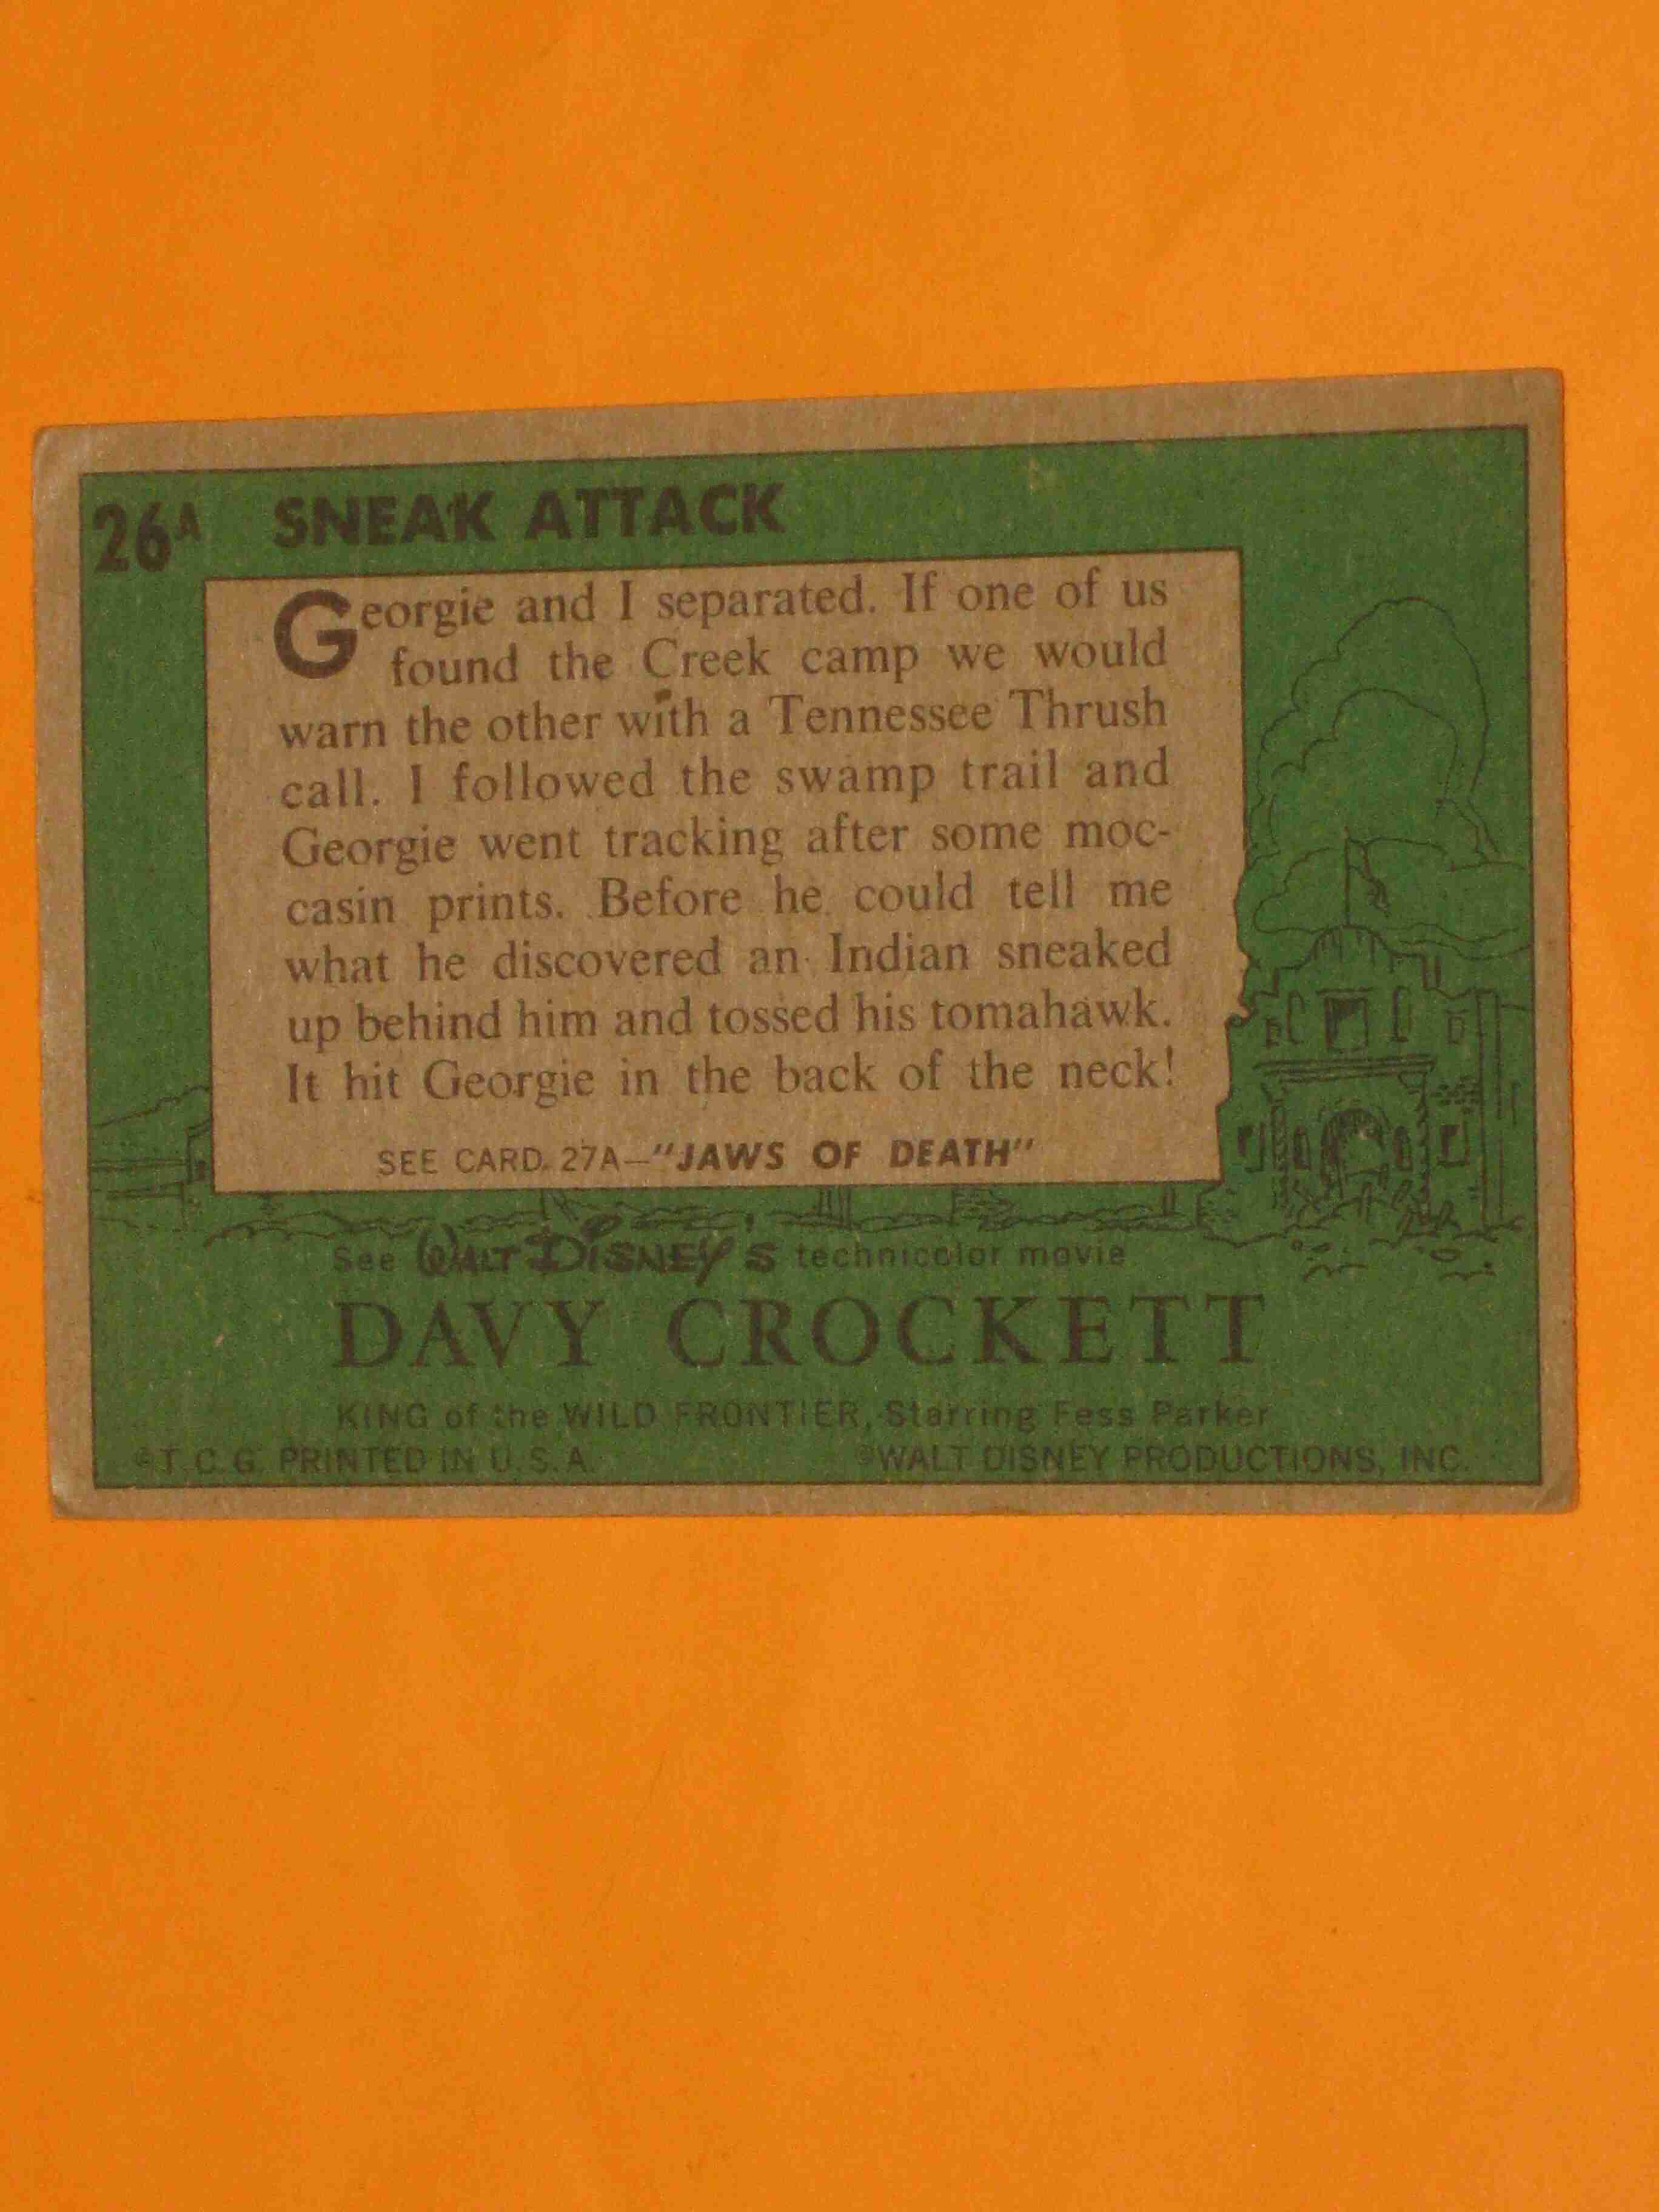 26A SNEAK ATTACK
Georgie and I separated. If one of us
found the Creek camp we would
warn the other with a Tennessee Thrush
call. I followed the swamp trail and
Georgie went tracking after some moc-
casin prints. Before he could tell me
what he discovered an Indian sneaked
up behind him and tossed his tomahawk.
It hit Georgie in the back of the neck!
SEE CARD 27A—"JAWS OF DEATH"
See WALT DISNEY'S technicolor movie
DAVY CROCKETT
KING of the WILD FRONTIER, Starring Fess Parker
©T.C.G. PRINTED IN U.S.A. ©WALT DISNEY PRODUCTIONS, INC.